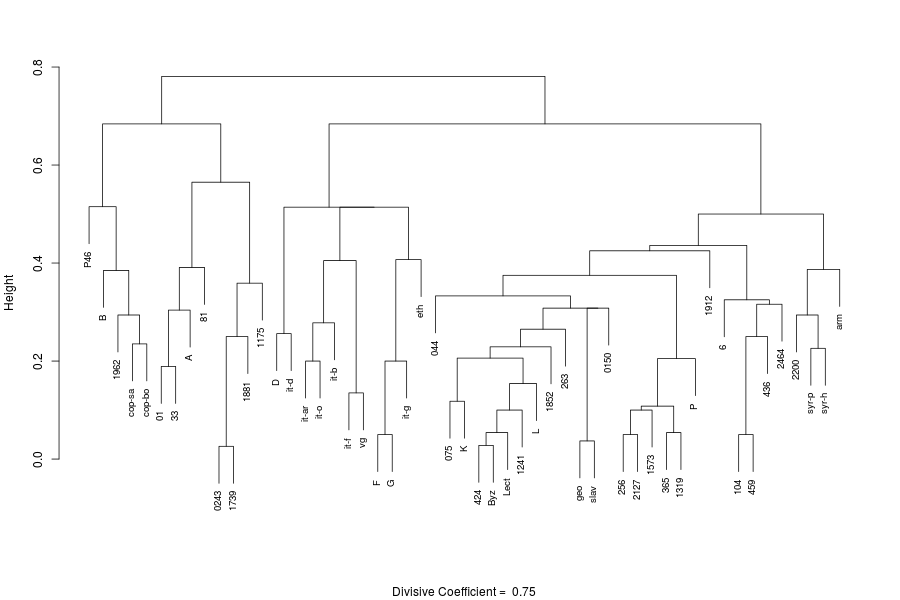 0.8
0.6
0.4
0.2
0.0
Height
P46
B
1962
cop-sa
cop-bo
01
33
A
81
0243
1739
1881
1175
D
it-d
it-ar
it-o
it-b
it-f
vg
F
G
it-g
eth
044
075
K
424
Byz
Lect
1241
L
1852
263
geo
slav
0150
256
2127
1573
365
1319
P
1912
6
104
459
436
2464
2200
syr-p
syr-h
arm
Divisive Coefficient = 0.75